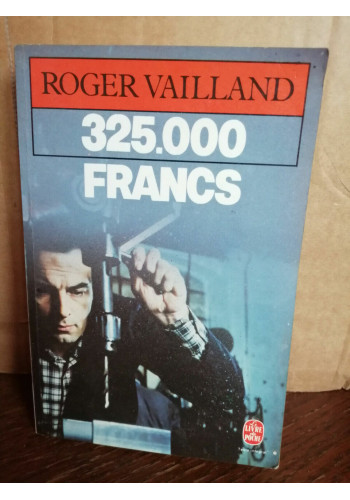 ROGER VAILLAND
325.000
FRANCS
LE LIVRE
DE
POCHE